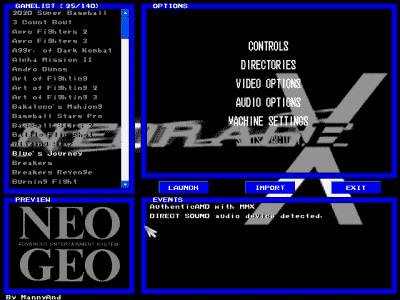 GAMELIST: (25/140)
2020 Super Baseball
3 Count Bout
Aero Fighters 2
Aero Fighters 3
Aggr. of Dark Kombat
Alpha Mission II
Andro Dunos
Art of Fighting
Art of Fighting 2
Art of Fighting 3
Bakatono's Mahjong
Baseball Stars Pro
Baseball Stars 2
Blazing Star
Blue's Journey
Breakers
Breakers Revenge
Burning Fight
OPTIONS
CONTROLS
DIRECTORIES
VIDEO OPTIONS
AUDIO OPTIONS
MACHINE SETTINGS
LAUNCH
IMPORT
EXIT
PREVIEW
NEO
ADVANCED ENTERTAINMENT SYSTEM
GEO
EVENTS
AuthenticAMD with MMX
DIRECT SOUND audio device detected.
By MannyAnd